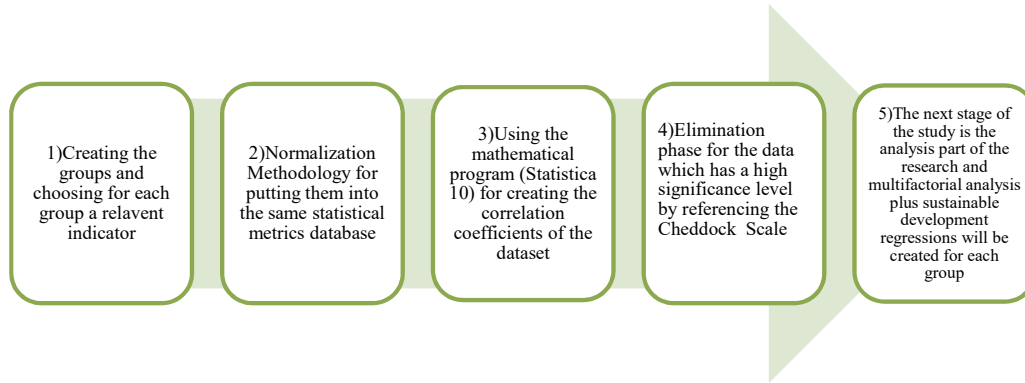 1)Creating the
groups and
choosing for each
group a relavent
indicator
2)Normalization
Methodology for
putting them into
the same statistical
metrics database
3)Using the
mathematical
program (Statistica
10) for creating the
correlation
coefficients of the
dataset
4)Elimination
phase for the data
which has a high
significance level
by referencing the
Cheddock Scale
5)The next stage of
the study is the
analysis part of the
research and
multifactorial analysis
plus sustainable
development
regressions will be
created for each
group